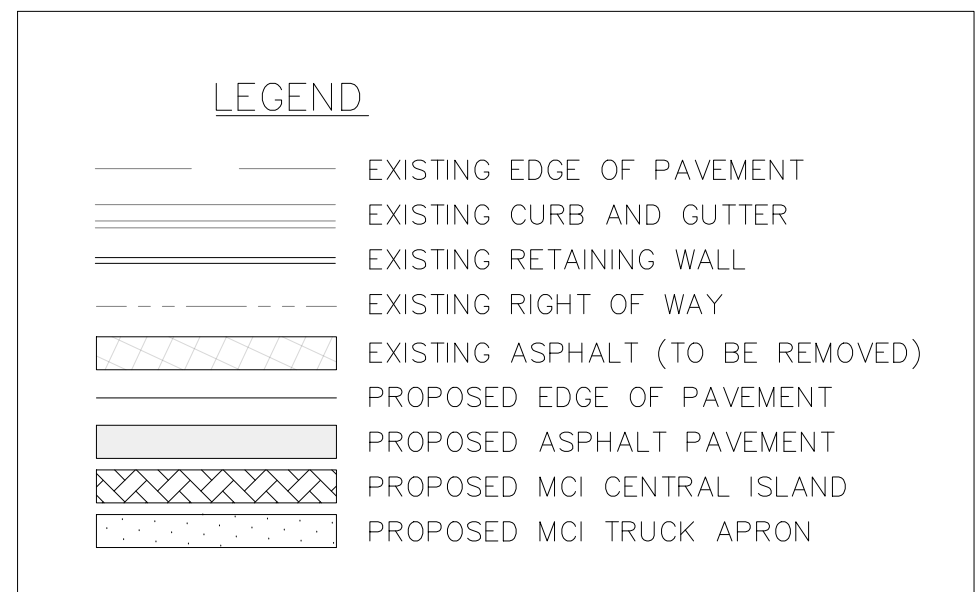 LEGEND
EXISTING EDGE OF PAVEMENT
EXISTING CURB AND GUTTER
EXISTING RETAINING WALL
EXISTING RIGHT OF WAY
EXISTING ASPHALT (TO BE REMOVED)
PROPOSED EDGE OF PAVEMENT
PROPOSED ASPHALT PAVEMENT
PROPOSED MCI CENTRAL ISLAND
PROPOSED MCI TRUCK APRON